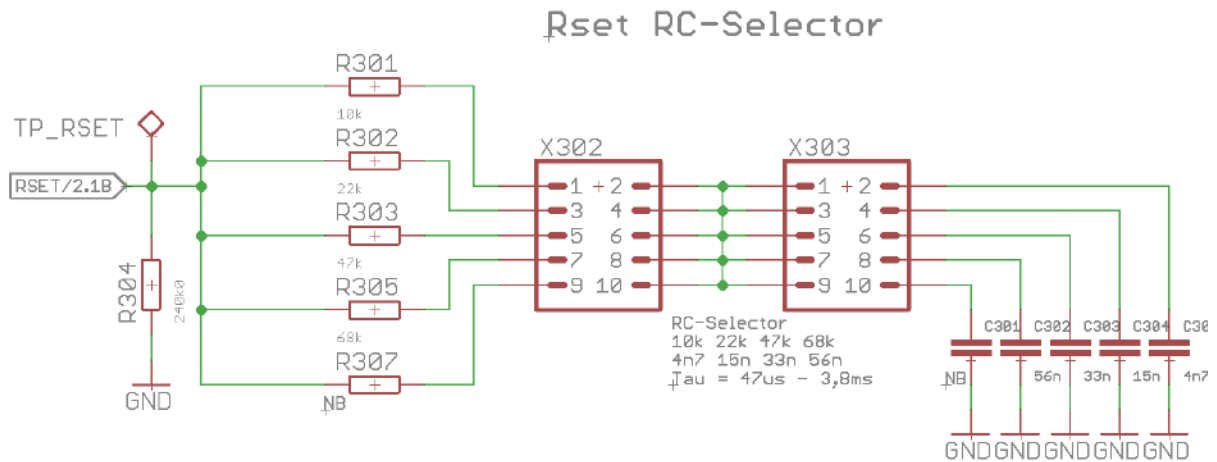 Rset RC-Selector
R301
10k
TP_RSET
R302
X302
X303
RSET/2.1B
22k
1 2
1 2
R303
3 4
3 4
5 6
5 6
47k
7 8
7 8
R304
240k0
R305
9 10
9 10
68k
RC-Selector
10k 22k 47k 68k
4n7 15n 33n 56n
Tau = 47us - 3,8ms
R307
NB
GND
C301 C302 C303 C304 C30
NB 56n 33n 15n 4n7
GND GND GND GND GND